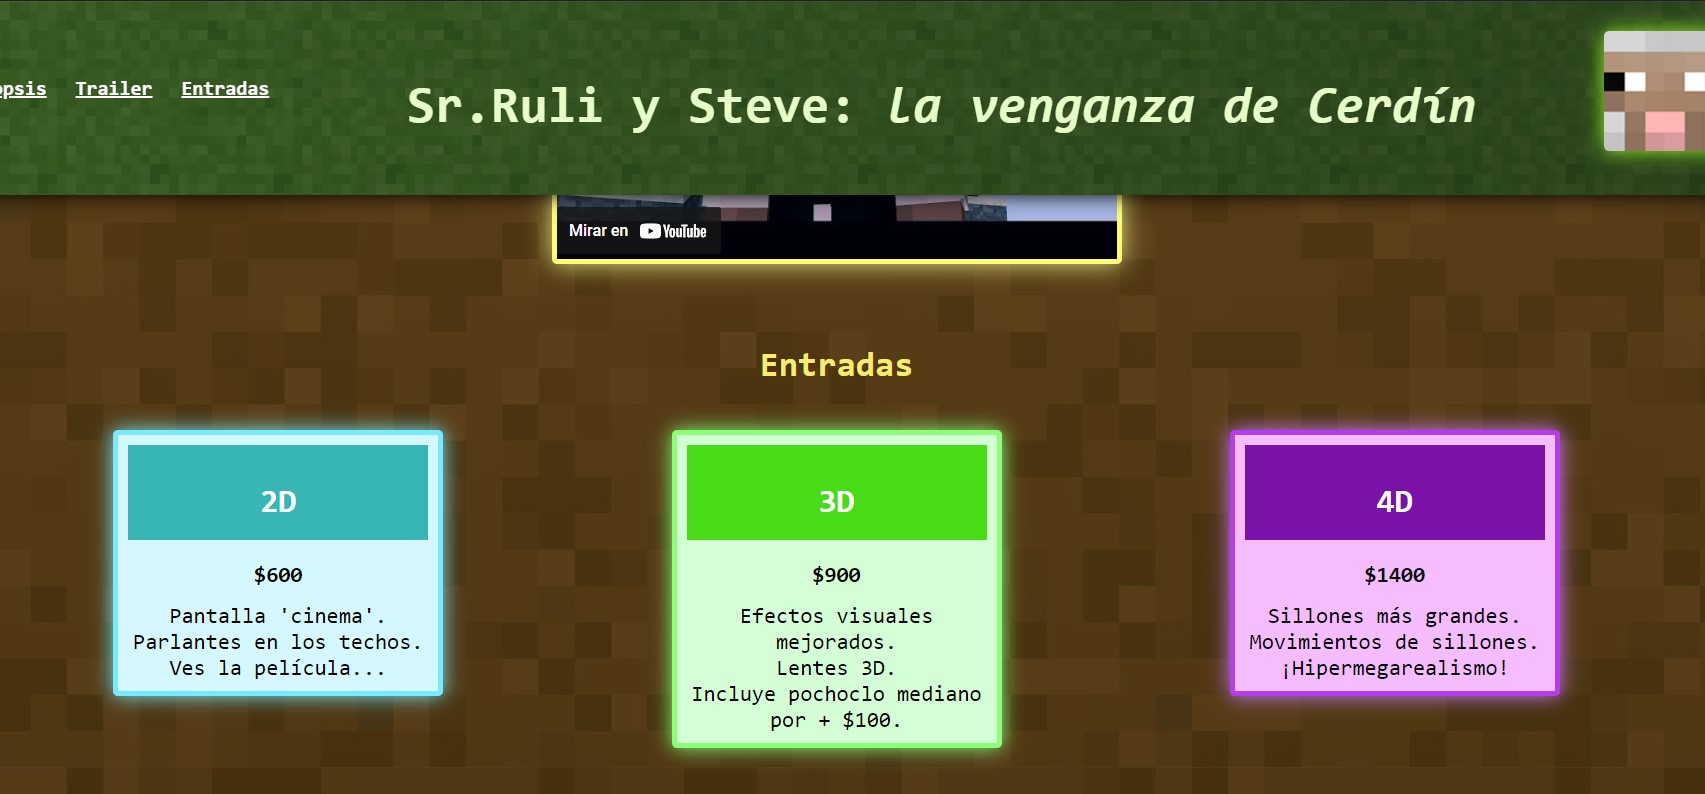 opsis Trailer Entradas
Sr.Ruli y Steve: la venganza de Cerdín
Mirar en YouTube
Entradas
2D
$600
Pantalla 'cinema'.
Parlantes en los techos.
Ves la película...
3D
$900
Efectos visuales
mejorados.
Lentes 3D.
Incluye pochoclo mediano
por + $100.
4D
$1400
Sillones más grandes.
Movimientos de sillones.
¡Hipermegarealismo!